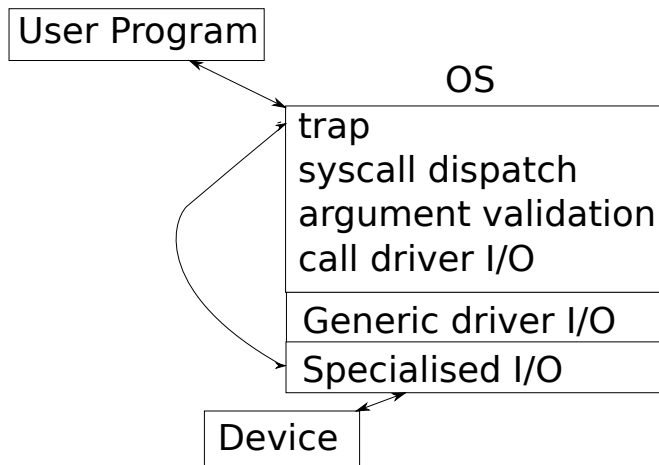 User Program
OS
trap
syscall dispatch
argument validation
call driver I/O
Generic driver I/O
Specialised I/O
Device